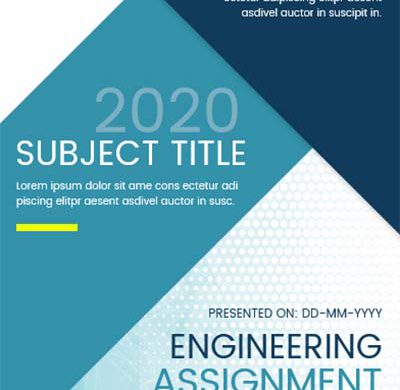 asdivel auctor in suscipit in.
2020
SUBJECT TITLE
Lorem ipsum dolor sit ame cons ectetur adi
piscing elitpr aesent asdivel auctor in susc.
PRESENTED ON: DD-MM-YYYY
ENGINEERING
ASSIGNMENT